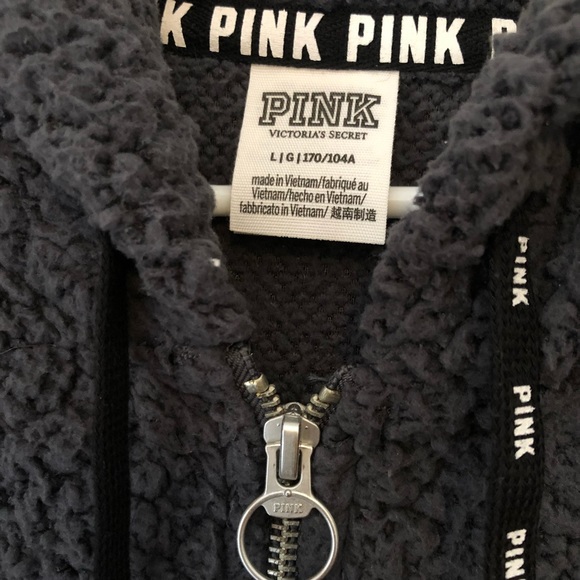 K PINK PINK P
PINK
VICTORIA'S SECRET
L | G | 170/104A
made in Vietnam/fabriqué au
Vietnam/hecho en Vietnam/
fabbricato in Vietnam/ 越南制造
PINK
PINK
PINK
PINK